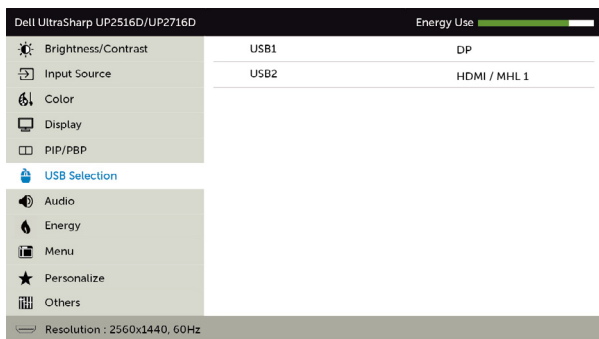 Dell UltraSharp UP2516D/UP2716D Energy Use
Brightness/Contrast USB1 DP
Input Source USB2 HDMI / MHL 1
Color
Display
PIP/PBP
USB Selection
Audio
Energy
Menu
Personalize
Others
Resolution : 2560x1440, 60Hz